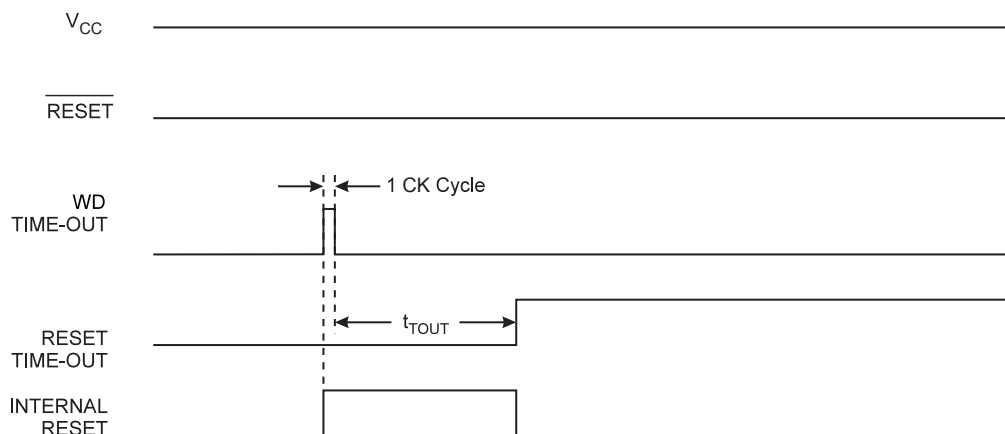 VCC
RESET
1 CK Cycle
WD
TIME-OUT
tTOUT
RESET
TIME-OUT
INTERNAL
RESET